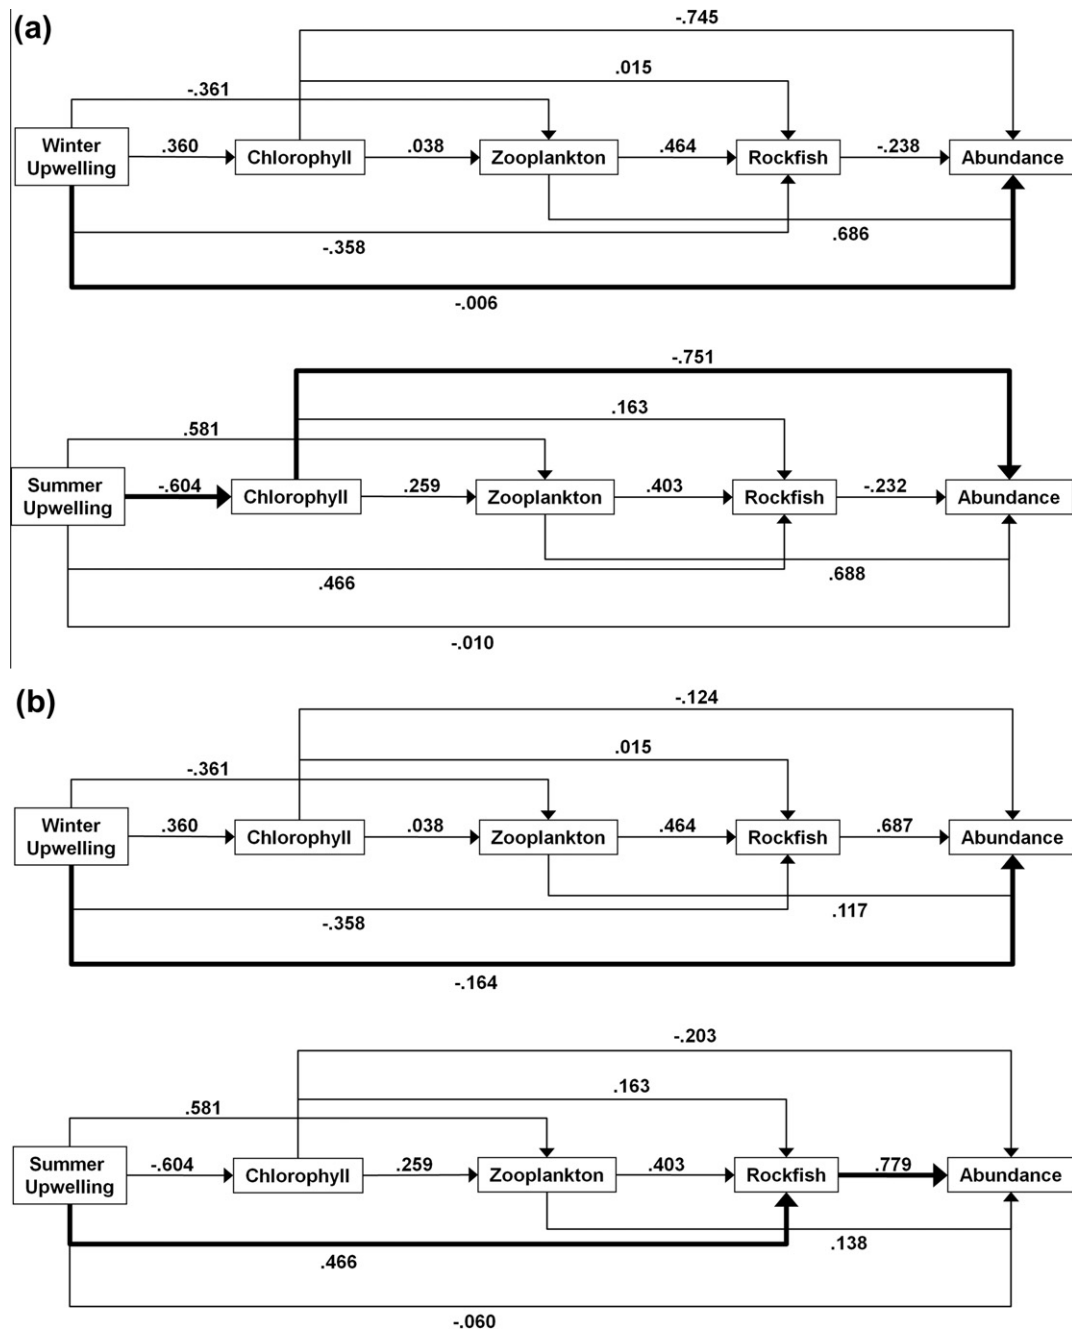 (a)
-.745
.015
-.361
Winter
Upwelling
.360
Chlorophyll
.038
Zooplankton
.464
Rockfish
-.238
Abundance
-.358
.686
-.006
-.751
.163
.581
Summer
Upwelling
-.604
Chlorophyll
.259
Zooplankton
.403
Rockfish
-.232
Abundance
.466
.688
-.010
(b)
-.124
.015
-.361
Winter
Upwelling
.360
Chlorophyll
.038
Zooplankton
.464
Rockfish
.687
Abundance
-.358
.117
-.164
-.203
.163
.581
Summer
Upwelling
-.604
Chlorophyll
.259
Zooplankton
.403
Rockfish
.779
Abundance
.466
.138
-.060